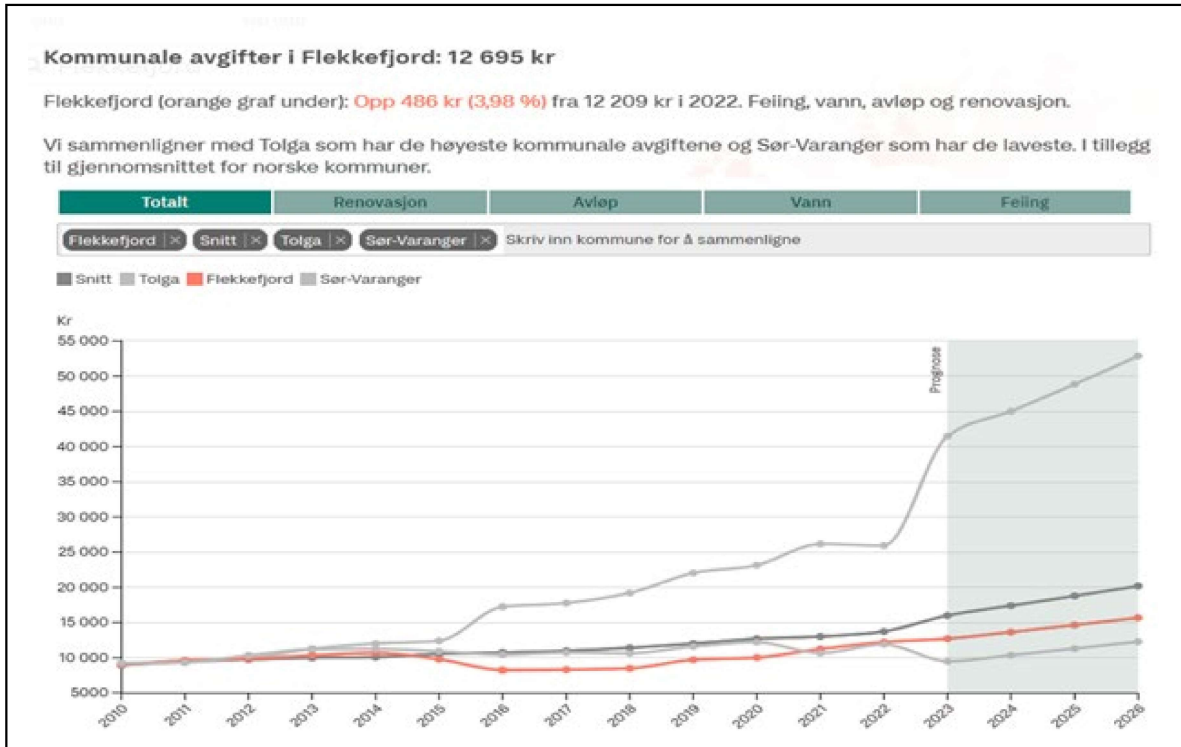 Kommunale avgifter i Flekkefjord: 12 695 kr
Flekkefjord (orange graf under): Opp 486 kr (3,98 %) fra 12 209 kr i 2022. Feiing, vann, avløp og renovasjon.
Vi sammenligner med Tolga som har de høyeste kommunale avgiftene og Sør-Varanger som har de laveste. I tillegg
til gjennomsnittet for norske kommuner.
Totalt Renovasjon Avløp Vann Feiing
Flekkefjord × Snitt × Tolga × Sør-Varanger × Skriv inn kommune for å sammenligne
Snitt Tolga Flekkefjord Sør-Varanger
Kr
55 000
50 000
45 000
40 000
35 000
30 000
25 000
20 000
15 000
10 000
5000
Prognose
2010 2011 2012 2013 2014 2015 2016 2017 2018 2019 2020 2021 2022 2023 2024 2025 2026